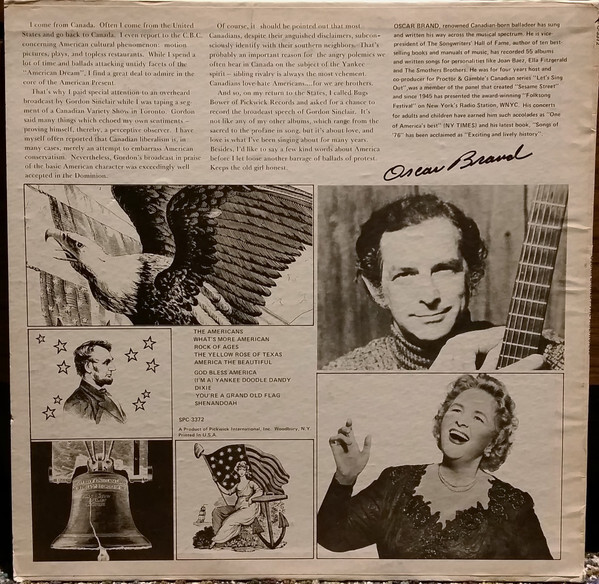 I come from Canada. Often I come from the United
States and go back to Canada. I even report to the C.B.C.
concerning American cultural phenomenon: motion
pictures, plays, and topless restaurants. While I spend a
lot of time and ballads attacking untidy facets of the
"American Dream", I find a great deal to admire in the
core of the American Present.
That's why I paid special attention to an overheard
broadcast by Gordon Sinclair while I was taping a seg-
ment of a Canadian Variety Show, in Toronto. Gordon
said many things which echoed my own sentiments —
proving himself, thereby, a perceptive observer. I have
myself often reported that Canadian liberalism is, in
many cases, merely an attempt to embarrass American
conservatism. Nevertheless, Gordon's broadcast in praise
of the basic American character was exceedingly well
accepted in the Dominion.
Of course, it should be pointed out that most
Canadians, despite their anguished disclaimers, subcon-
sciously identify with their southern neighbors. That's
probably an important reason for the angry polemics we
often hear in Canada on the subject of the Yankee
spirit – sibling rivalry is always the most vehement.
Canadians love/hate Americans.... for we are brothers.
And so, on my return to the States, I called Bugs
Bower of Pickwick Records and asked for a chance to
record the broadcast speech of Gordon Sinclair. It's
not like any of my other albums, which range from the
sacred to the profane in song, but it's about love, and
love is what I've been singing about for many years.
Besides, I'd like to say a few kind words about America
before I let loose another barrage of ballads of protest.
Keeps the old girl honest.
OSCAR BRAND, renowned Canadian-born balladeer has sung
and written his way across the musical spectrum. He is vice-
president of The Songwriters' Hall of Fame, author of ten best-
selling books and manuals of music, has recorded 55 albums
and written songs for personalities like Joan Baez, Ella Fitzgerald
and The Smothers Brothers. He was for four years host and
co-producer for Procter & Gamble's Canadian series "Let's Sing
Out", was a member of the panel that created "Sesame Street"
and since 1945 has presented the award-winning "Folksong
Festival" on New York's Radio Station, WNYC. His concerts
for adults and children have earned him such accolades as "One
of America's best" (NY TIMES) and his latest book, "Songs of
'76" has been acclaimed as "Exciting and lively history".
Oscar Brand
THE AMERICANS
WHAT'S MORE AMERICAN
ROCK OF AGES
THE YELLOW ROSE OF TEXAS
AMERICA THE BEAUTIFUL
GOD BLESS AMERICA
(I'M A) YANKEE DOODLE DANDY
DIXIE
YOU'RE A GRAND OLD FLAG
SHENANDOAH
SPC-3372
A Product of Pickwick International, Inc. Woodbury, N.Y.
Printed in U.S.A.